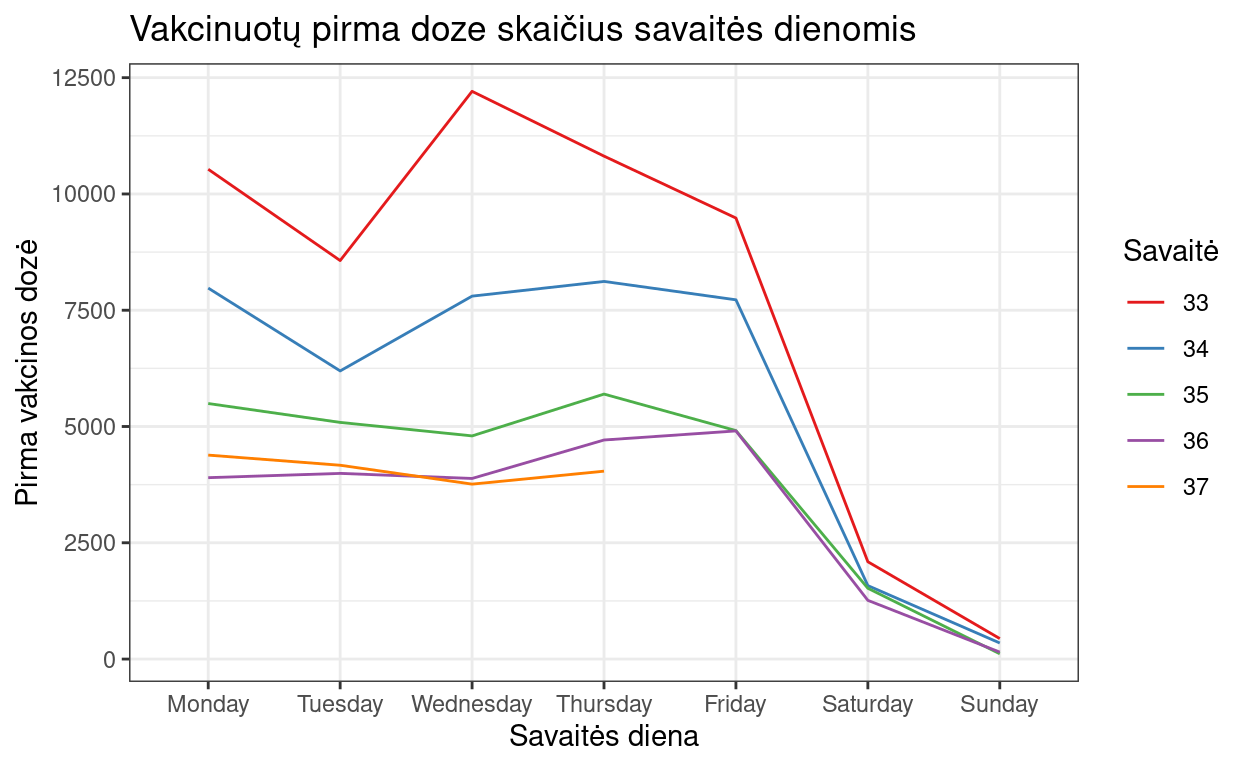 Vakcinuotų pirma doze skaičius savaitės dienomis
Pirma vakcinos dozė
12500
10000
7500
5000
2500
0
Monday Tuesday Wednesday Thursday Friday Saturday Sunday
Savaitės diena
Savaitė
33
34
35
36
37